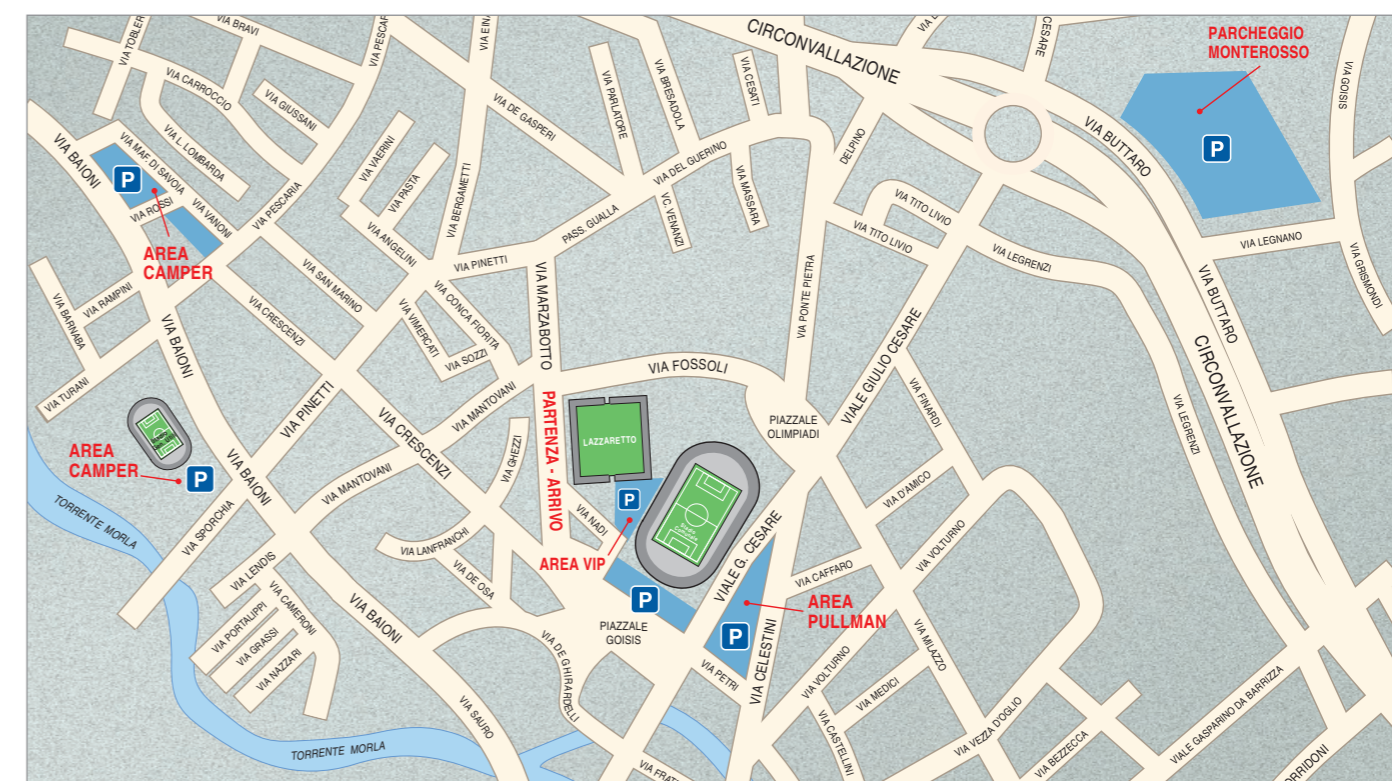 VIA TOBLER
VIA BRAVI
VIA PESCAR
VIA EINA
CIRCONVALLAZIONE
CESARE
PARCHEGGIO
MONTEROSSO
VIA GOISIS
VIA CARROCCIO
VIA GIUSSANI
VIA DE GASPERI
VIA PARLATORE
VIA BRESADOLA
VIA CESATI
VIA BAIONI
VIA MAF. DI SAVOIA
VIA L. LOMBARDA
VIA VAERINI
VIA PASTA
VIA BERGAMETTI
VIA DEL GUERINO
VIA MASSARA
DELPINO
VIA BUTTARO
P
P
VIA ROSSI
VIA VANONI
VIA PESCARIA
VIA ANGELINI
PASS. GUALLA
VC. VENANZI
VIA TITO LIVIO
VIA TITO LIVIO
VIA LEGRENZI
VIA LEGNANO
VIA GRISMONDI
AREA
CAMPER
VIA SAN MARINO
VIA PINETTI
VIA PONTE PIETRA
VIA BUTTARO
VIA BARNABA
VIA RAMPINI
VIA CRESCENZI
VIA VIMERCATI
VIA CONCA FIORITA
VIA MARZABOTTO
VIALE GIULIO CESARE
CIRCONVALLAZIONE
VIA BAIONI
VIA SOZZI
VIA FOSSOLI
VIA TURANI
VIA PINETTI
VIA CRESCENZI
VIA MANTOVANI
PARTENZA - ARRIVO
LAZZARETTO
PIAZZALE
OLIMPIADI
VIA FINARDI
VIA LEGRENZI
AREA
CAMPER
P
VIA BAIONI
VIA MANTOVANI
VIA GHEZZI
P
Stadio
Comunale
VIA D'AMICO
TORRENTE MORLA
VIA SPORCHIA
VIA LANFRANCHI
VIA NADI
VIALE G. CESARE
VIA VOLTURNO
AREA VIP
VIA LENDIS
VIA DE OSA
VIA CAFFARO
P
AREA
PULLMAN
VIA PORTALIPPI
VIA CAMERONI
VIA BAIONI
PIAZZALE
GOISIS
P
VIA GRASSI
VIA NAZZARI
VIA DE GHIRARDELLI
VIA PETRI
VIA CELESTINI
VIA VOLTURNO
VIA MILAZZO
VIA MEDICI
VIA SAURO
TORRENTE MORLA
VIA CASTELLINI
VIA VEZZA D'OGLIO
VIA BEZZECCA
VIALE GASPARINO DA BARRIZZA
ORRIDONI